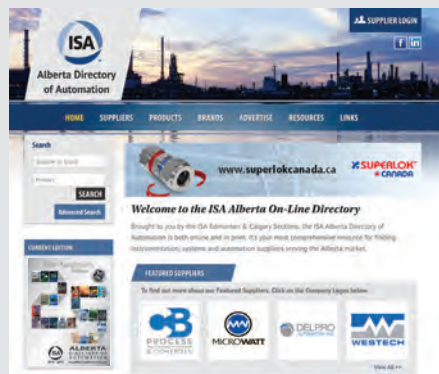 SUPPLIER LOGIN
f in
ISA
Alberta Directory
of Automation
HOME SUPPLIERS PRODUCTS BRANDS ADVERTISE RESOURCES LINKS
Search
SEARCH
Advanced Search
www.superlokcanada.ca
SUPERLOK
CANADA
Welcome to the ISA Alberta On-Line Directory
Brought to you by the ISA Edmonton & Calgary Sections, the ISA Alberta Directory of
Automation is both online and in print. It's your most comprehensive resource for finding
instrumentation, systems and automation suppliers serving the Alberta market.
CURRENT EDITION
ALBERTA
FEATURED SUPPLIERS
To find out more about our Featured Suppliers, Click on the Company Logos below.
CB
PROCESS
MICROWATT
DELPRO
WESTECH
View All >>